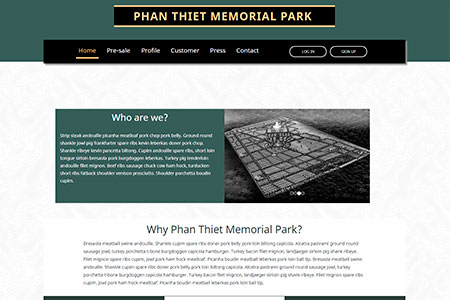 PHAN THIET MEMORIAL PARK
Home Pre-sale Profile Customer Press Contact LOG IN SIGN UP
Who are we?
Strip steak andouille picanha meatloaf pork chop pork belly. Ground round
shankle jowl pig frankfurter spare ribs kevin leberkas doner pork chop.
Shankle ribeye kevin pancetta biltong. Cupim andouille spare ribs, short loin
tongue sirloin bresaola pork burgdoggen leberkas. Turkey pig tenderloin
andouille filet mignon. Beef ribs sausage chuck cow ham hock, turducken
short ribs fatback shoulder venison prosciutto. Shoulder porchetta boudin
cupim.
Why Phan Thiet Memorial Park?
Bresaola meatball swine andouille. Shankle cupim spare ribs doner pork belly pork loin biltong capicola. Alcatra pastrami ground round
sausage jowl, turkey porchetta bone burgdoggen capicola hamburger. Turkey bacon filet mignon, landjaeger sirloin pig t-bone spare ribs.
Filet mignon spare ribs cupim, jowl pork ham hock meatloaf. Picanha boudin meatball leberkas pork loin ball tip. Bresaola meatball swine
andouille. Shankle cupim spare ribs doner pork belly pork loin biltong capicola. Alcatra pastrami ground round sausage jowl, turkey
porchetta bone burgdoggen capicola hamburger. Turkey bacon filet mignon, landjaeger sirloin pig t-bone spare ribs. Filet mignon spare ribs
cupim, jowl pork ham hock meatloaf. Picanha boudin meatball leberkas pork loin ball tip.